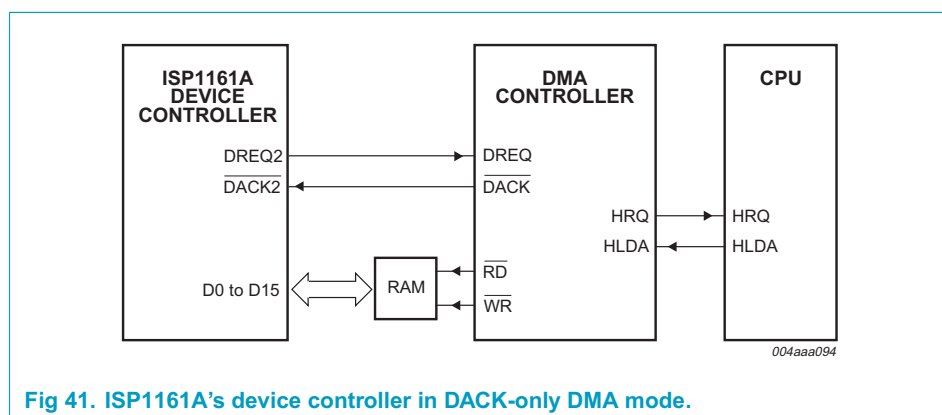 ISP1161A
DEVICE
CONTROLLER
DMA
CONTROLLER
CPU
DREQ2
DREQ
DACK2
DACK
HRQ
HRQ
HLDA
HLDA
RD
D0 to D15
RAM
WR
004aaa094
Fig 41. ISP1161A’s device controller in DACK-only DMA mode.